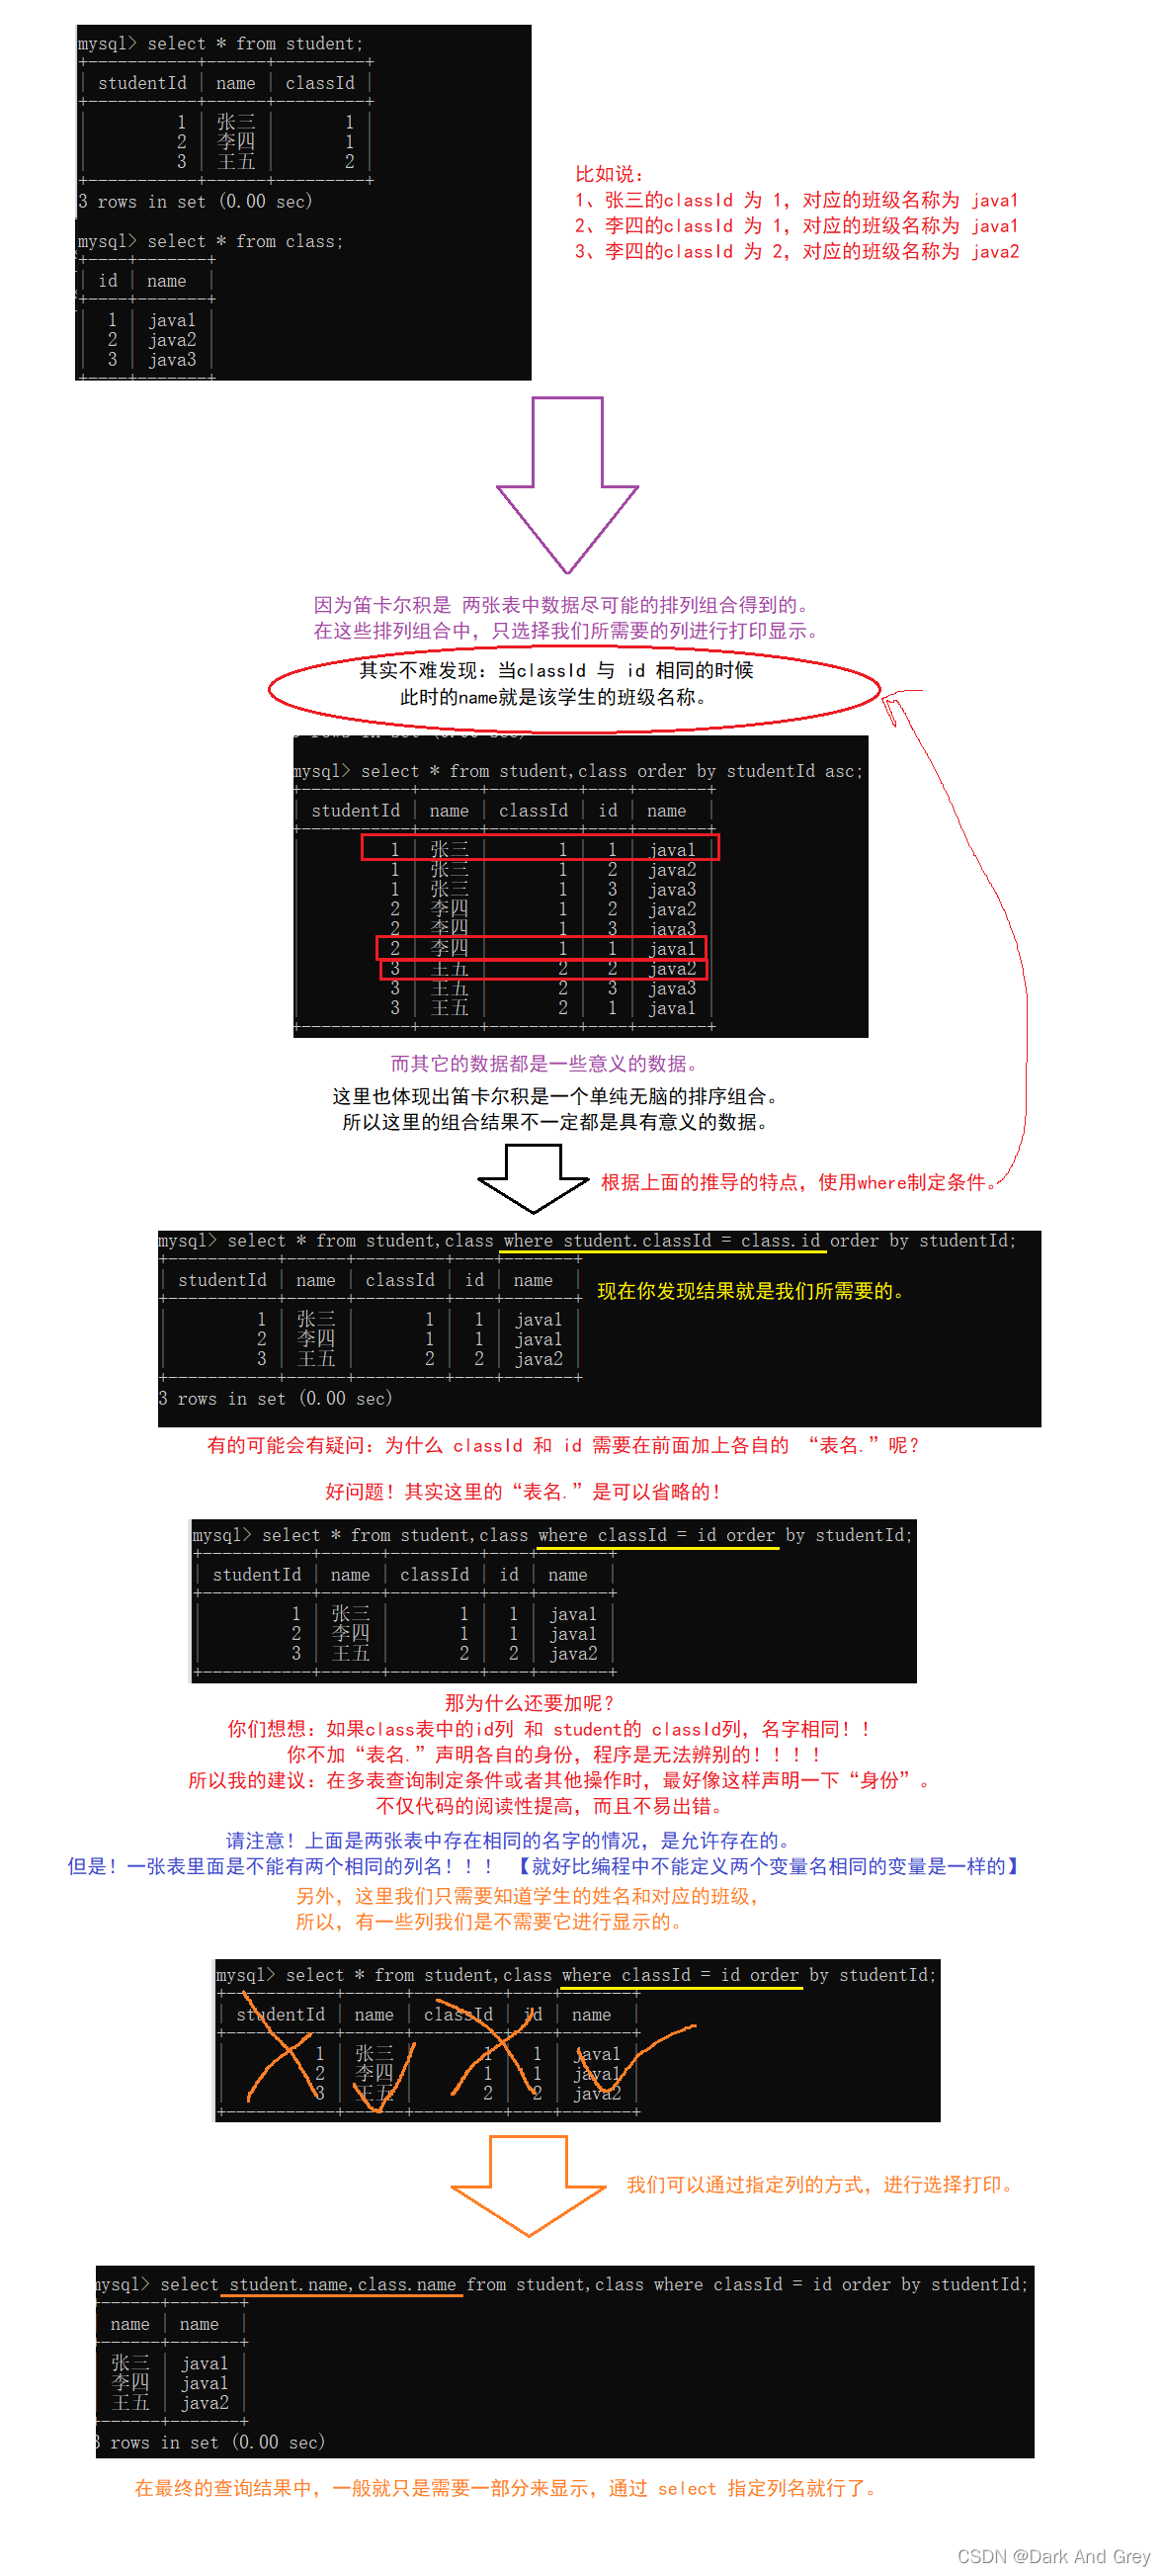 mysql> select * from student;
| studentId | name | classId |
| 1 | 张三 | 1 |
| 2 | 李四 | 1 |
| 3 | 王五 | 2 |
3 rows in set (0.00 sec)
mysql> select * from class;
| id | name |
| 1 | java1 |
| 2 | java2 |
| 3 | java3 |
比如说：
1、张三的classId 为 1，对应的班级名称为 java1
2、李四的classId 为 1，对应的班级名称为 java1
3、李四的classId 为 2，对应的班级名称为 java2
因为笛卡尔积是 两张表中数据尽可能的排列组合得到的。
在这些排列组合中，只选择我们所需要的列进行打印显示。
其实不难发现：当classId 与 id 相同的时候
此时的name就是该学生的班级名称。
rows in set (0.00 sec)
mysql> select * from student,class order by studentId asc;
| studentId | name | classId | id | name |
| 1 | 张三 | 1 | 1 | java1 |
| 1 | 张三 | 1 | 2 | java2 |
| 1 | 张三 | 1 | 3 | java3 |
| 2 | 李四 | 1 | 2 | java2 |
| 2 | 李四 | 1 | 3 | java3 |
| 2 | 李四 | 1 | 1 | java1 |
| 3 | 王五 | 2 | 2 | java2 |
| 3 | 王五 | 2 | 3 | java3 |
| 3 | 王五 | 2 | 1 | java1 |
而其它的数据都是一些意义的数据。
这里也体现出笛卡尔积是一个单纯无脑的排序组合。
所以这里的组合结果不一定都是具有意义的数据。
根据上面的推导的特点，使用where制定条件。
mysql> select * from student,class where student.classId = class.id order by studentId;
| studentId | name | classId | id | name |
| 1 | 张三 | 1 | 1 | java1 |
| 2 | 李四 | 1 | 1 | java1 |
| 3 | 王五 | 2 | 2 | java2 |
3 rows in set (0.00 sec)
现在你发现结果就是我们所需要的。
有的可能会有疑问：为什么 classId 和 id 需要在前面加上各自的 “表名.”呢？
好问题！其实这里的“表名.”是可以省略的！
mysql> select * from student,class where classId = id order by studentId;
| studentId | name | classId | id | name |
| 1 | 张三 | 1 | 1 | java1 |
| 2 | 李四 | 1 | 1 | java1 |
| 3 | 王五 | 2 | 2 | java2 |
那为什么还要加呢？
你们想想：如果class表中的id列 和 student的 classId列，名字相同！！
你不加“表名.”声明各自的身份，程序是无法辨别的！！！！
所以我的建议：在多表查询制定条件或者其他操作时，最好像这样声明一下“身份”。
不仅代码的阅读性提高，而且不易出错。
请注意！上面是两张表中存在相同的名字的情况，是允许存在的。
但是！一张表里面是不能有两个相同的列名！！！ 【就好比编程中不能定义两个变量名相同的变量是一样的】
另外，这里我们只需要知道学生的姓名和对应的班级，
所以，有一些列我们是不需要它进行显示的。
mysql> select * from student,class where classId = id order by studentId;
| studentId | name | classId | id | name |
| 1 | 张三 | 1 | 1 | java1 |
| 2 | 李四 | 1 | 1 | java1 |
| 3 | 王五 | 2 | 2 | java2 |
我们可以通过指定列的方式，进行选择打印。
mysql> select student.name,class.name from student,class where classId = id order by studentId;
| name | name |
| 张三 | java1 |
| 李四 | java1 |
| 王五 | java2 |
3 rows in set (0.00 sec)
在最终的查询结果中，一般就只是需要一部分来显示，通过 select 指定列名就行了。
CSDN @Dark And Grey